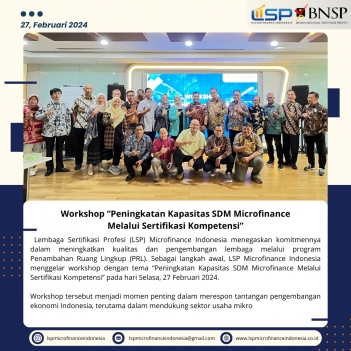 27, Februari 2024
LSP
BNSP
Workshop "Peningkatan Kapasitas SDM Microfinance
Melalui Sertifikasi Kompetensi"
Lembaga Sertifikasi Profesi (LSP) Microfinance Indonesia menegaskan komitmennya
dalam meningkatkan kualitas dan pengembangan lembaga melalui program
Penambahan Ruang Lingkup (PRL). Sebagai langkah awal, LSP Microfinance Indonesia
menggelar workshop dengan tema "Peningkatan Kapasitas SDM Microfinance Melalui
Sertifikasi Kompetensi" pada hari Selasa, 27 Februari 2024.
Workshop tersebut menjadi momen penting dalam merespon tantangan pengembangan
ekonomi Indonesia, terutama dalam mendukung sektor usaha mikro
lspmicrofinanceindonesia
lspmicrofinanceindonesia@gmail.com
www.lspmicrofinanceindonesia.co.id